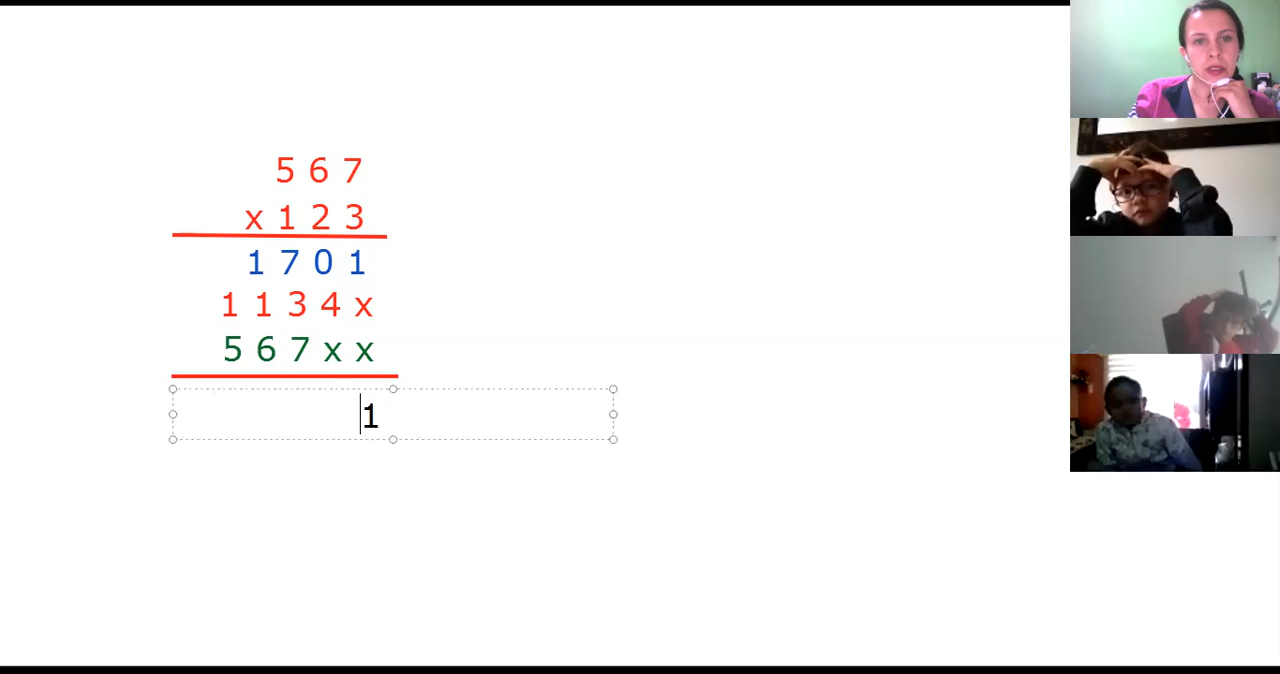 5 6 7
x 1 2 3
1 7 0 1
1 1 3 4 x
5 6 7 x x
1